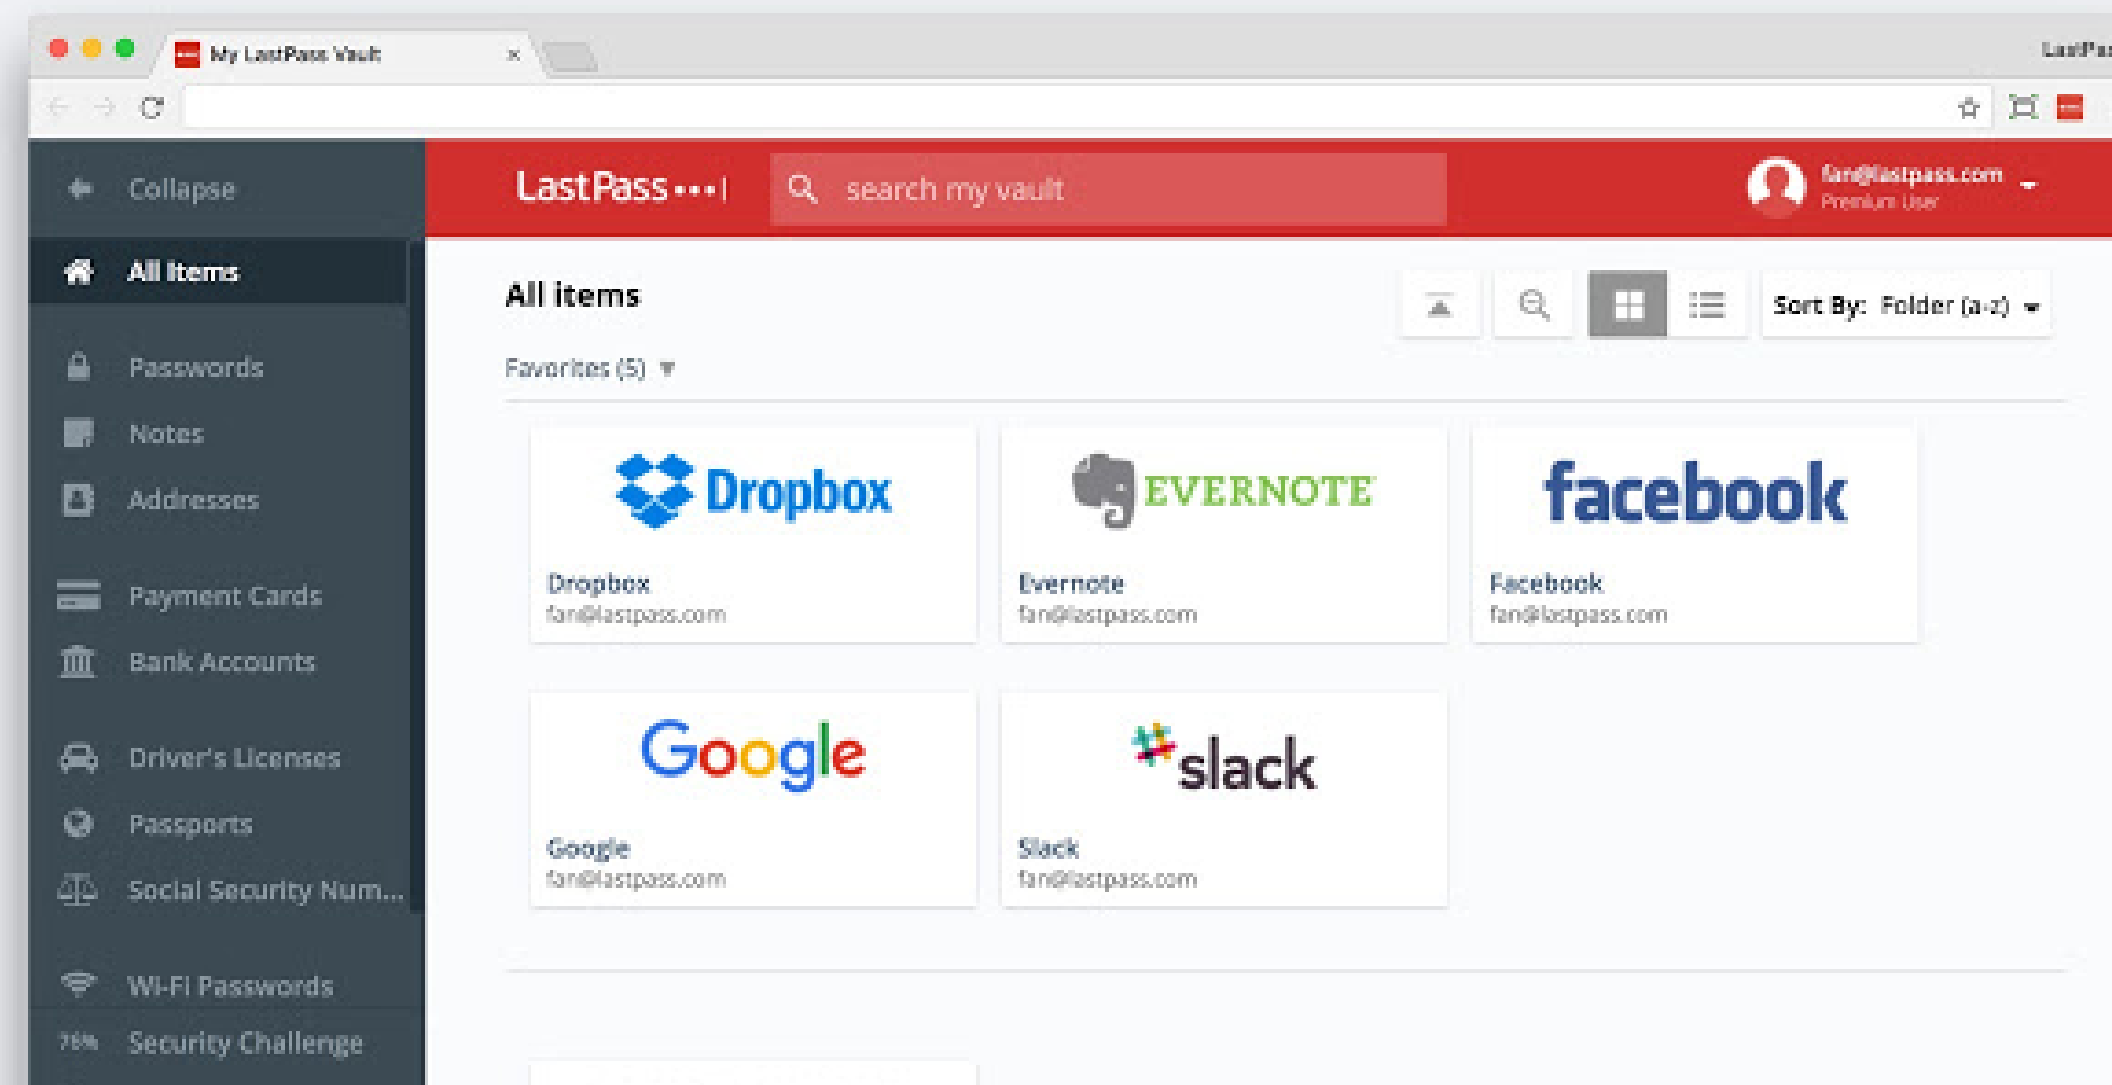 My LastPass Vault
LastPas
Collapse
LastPass
search my vault
fan@lastpass.com
Premium User
All Items
Passwords
Notes
Addresses
Payment Cards
Bank Accounts
Driver's Licenses
Passports
Social Security Num...
Wi-Fi Passwords
76% Security Challenge
All items
Sort By: Folder (a-z)
Favorites (5)
Dropbox
Dropbox
fan@lastpass.com
EVERNOTE
Evernote
fan@lastpass.com
facebook
Facebook
fan@lastpass.com
Google
Google
fan@lastpass.com
slack
Slack
fan@lastpass.com